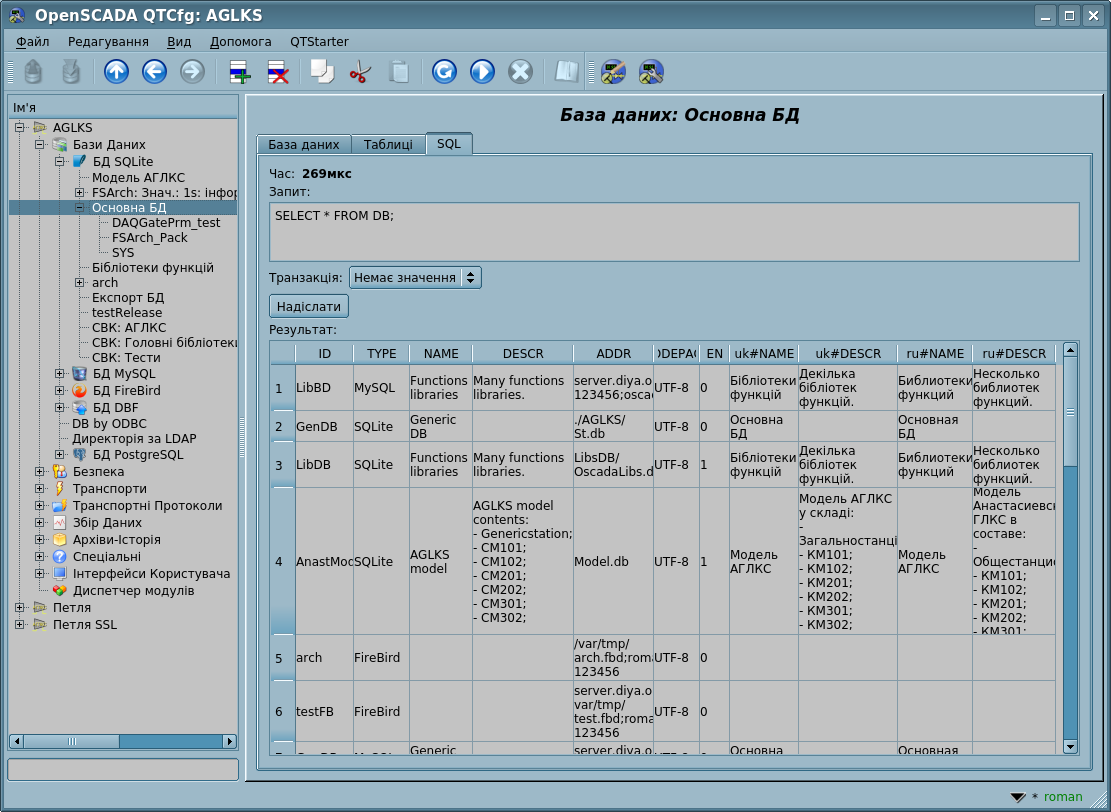 OpenSCADA QTCfg: AGLKS
Файл Редагування Вид Допомога QTStarter
Ім'я
AGLKS
Бази Даних
БД SQLite
Модель АГЛКС
FSArch: Знач.: 1s: інфор
Основна БД
DAQGatePrm_test
FSArch_Pack
SYS
Бібліотеки функцій
arch
Експорт БД
testRelease
СВК: АГЛКС
СВК: Головні бібліотеки
СВК: Тести
БД MySQL
БД FireBird
БД DBF
DB by ODBC
Директорія за LDAP
БД PostgreSQL
Безпека
Транспорти
Транспортні Протоколи
Збір Даних
Архіви-Історія
Спеціальні
Інтерфейси Користувача
Диспетчер модулів
Петля
Петля SSL
База даних: Основна БД
База даних Таблиці SQL
Час: 269мкс
Запит:
SELECT * FROM DB;
Транзакція: Немає значення
Надіслати
Результат:
ID TYPE NAME DESCR ADDR ODEPAG EN uk#NAME uk#DESCR ru#NAME ru#DESCR
1 LibBD MySQL Functions libraries Many functions libraries. server.diya.o 123456;osca UTF-8 0 Бібліотеки функцій Декілька бібліотек функцій. Библиотеки функций Несколько библиотек функций.
2 GenDB SQLite Generic DB ./AGLKS/ St.db UTF-8 0 Основна БД Основная БД
3 LibDB SQLite Functions libraries Many functions libraries. LibsDB/ OscadaLibs.d UTF-8 1 Бібліотеки функцій Декілька бібліотек функцій. Библиотеки функций Несколько библиотек функций.
4 AnastMod SQLite AGLKS model AGLKS model contents: - Genericstation; - CM101; - CM102; - CM201; - CM202; - CM301; - CM302; Model.db UTF-8 1 Модель АГЛКС Модель АГЛКС у складі: - Загальностанці - КМ101; - КМ102; - КМ201; - КМ202; - КМ301; - КМ302; Модель АГЛКС Модель Анастасиевс ГЛКС в составе: - Общестанцио - КМ101; - КМ102; - КМ201; - КМ202; - КМ301;
5 arch FireBird /var/tmp/ arch.fbd;roma 123456 UTF-8 0
6 testFB FireBird server.diya.o var/tmp/ test.fbd;roma 123456 UTF-8 0
MySQL Generic server.diya.o UTF-8 Основна Основная
* roman